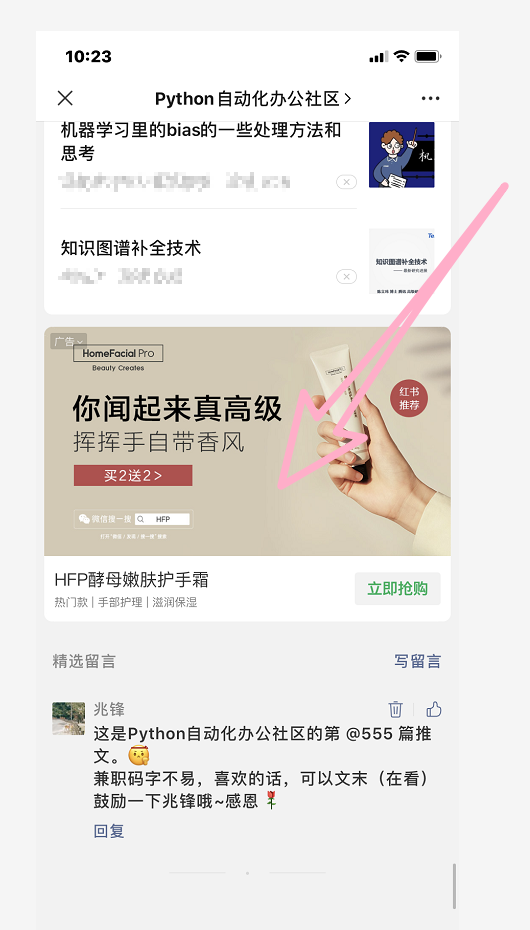 10:23
Python自动化办公社区
机器学习里的bias的一些处理方法和
思考
知识图谱补全技术
知识图谱补全技术
广告
HomeFacial Pro
Beauty Creates
你闻起来真高级
挥挥手自带香风
买2送2>
红书
推荐
微信搜一搜
HFP
HFP酵母嫩肤护手霜
热门款 | 手部护理 | 滋润保湿
立即抢购
精选留言
写留言
兆锋
这是Python自动化办公社区的第 @555 篇推
文。
兼职码字不易，喜欢的话，可以文末（在看）
鼓励一下兆锋哦~感恩
回复